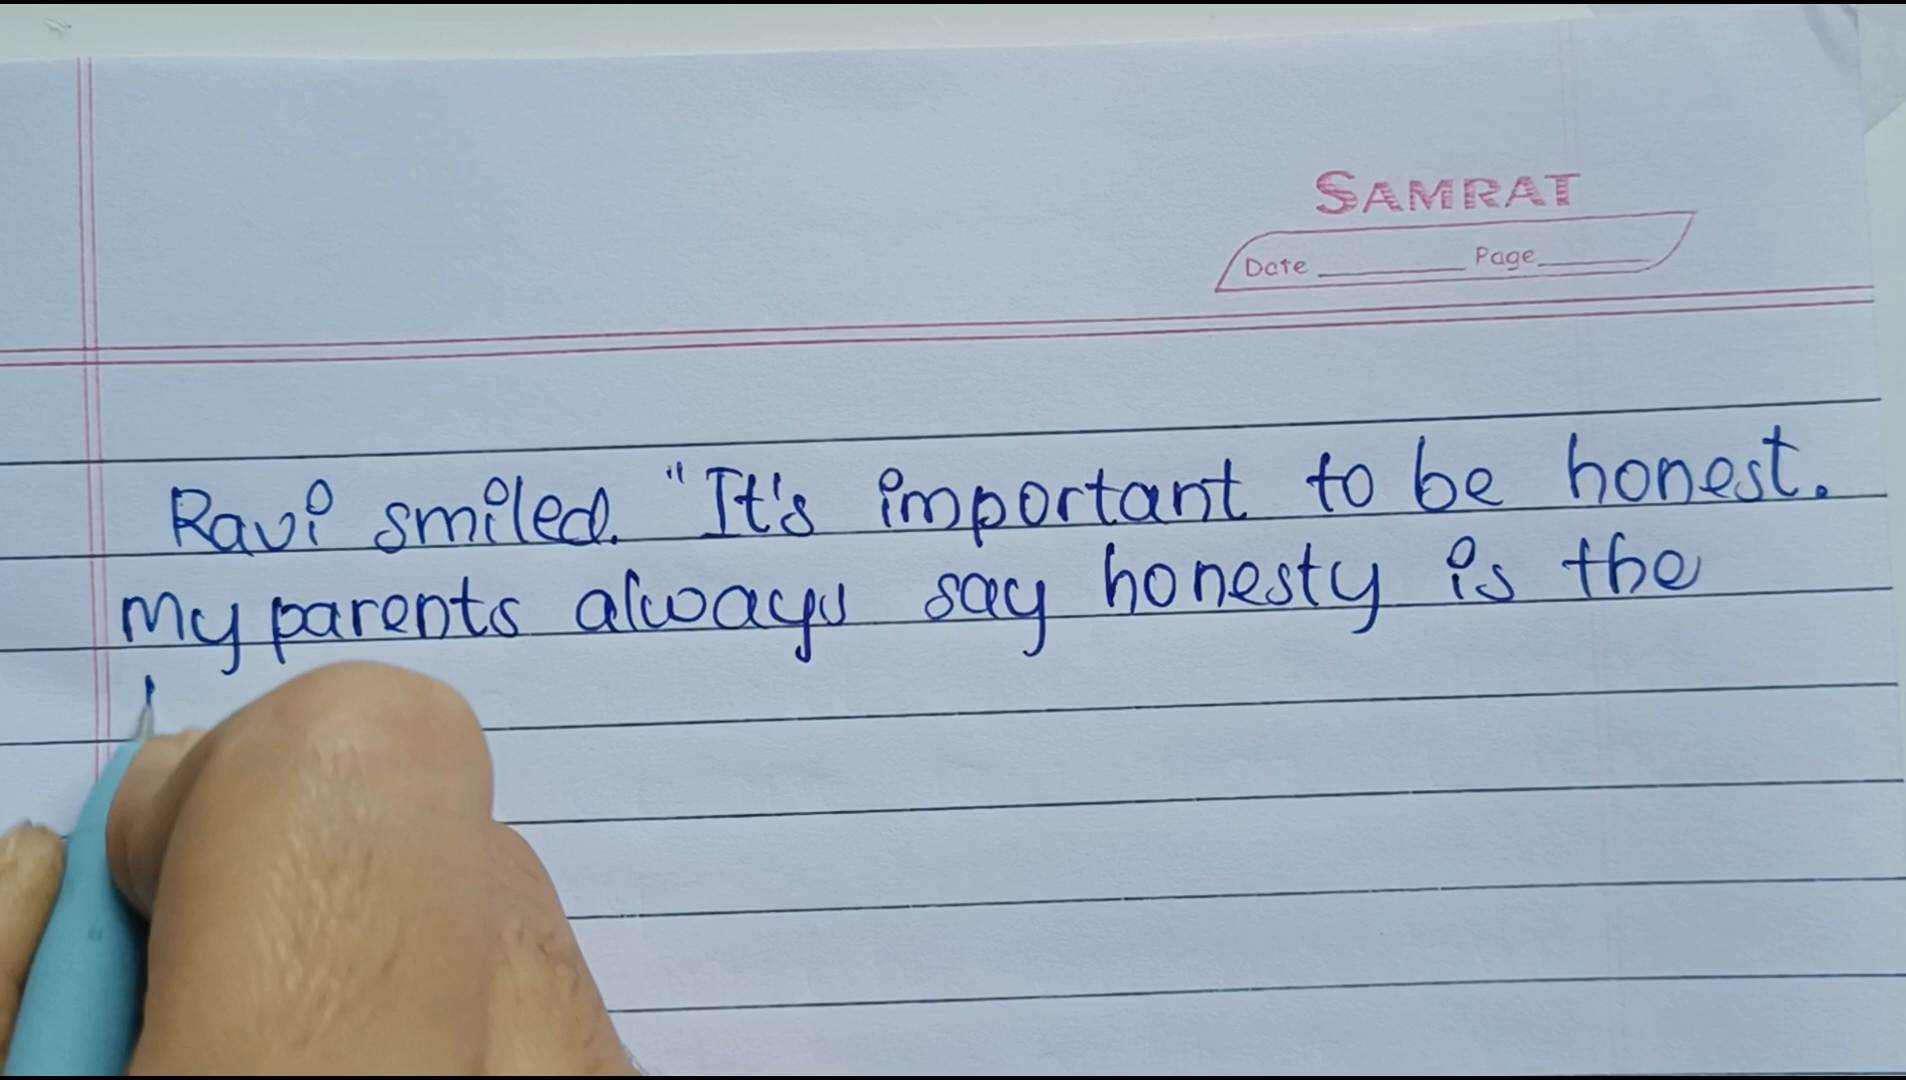 SAMRAT
Date Page
Ravi smiled. "It's important to be honest.
My parents always say honesty is the